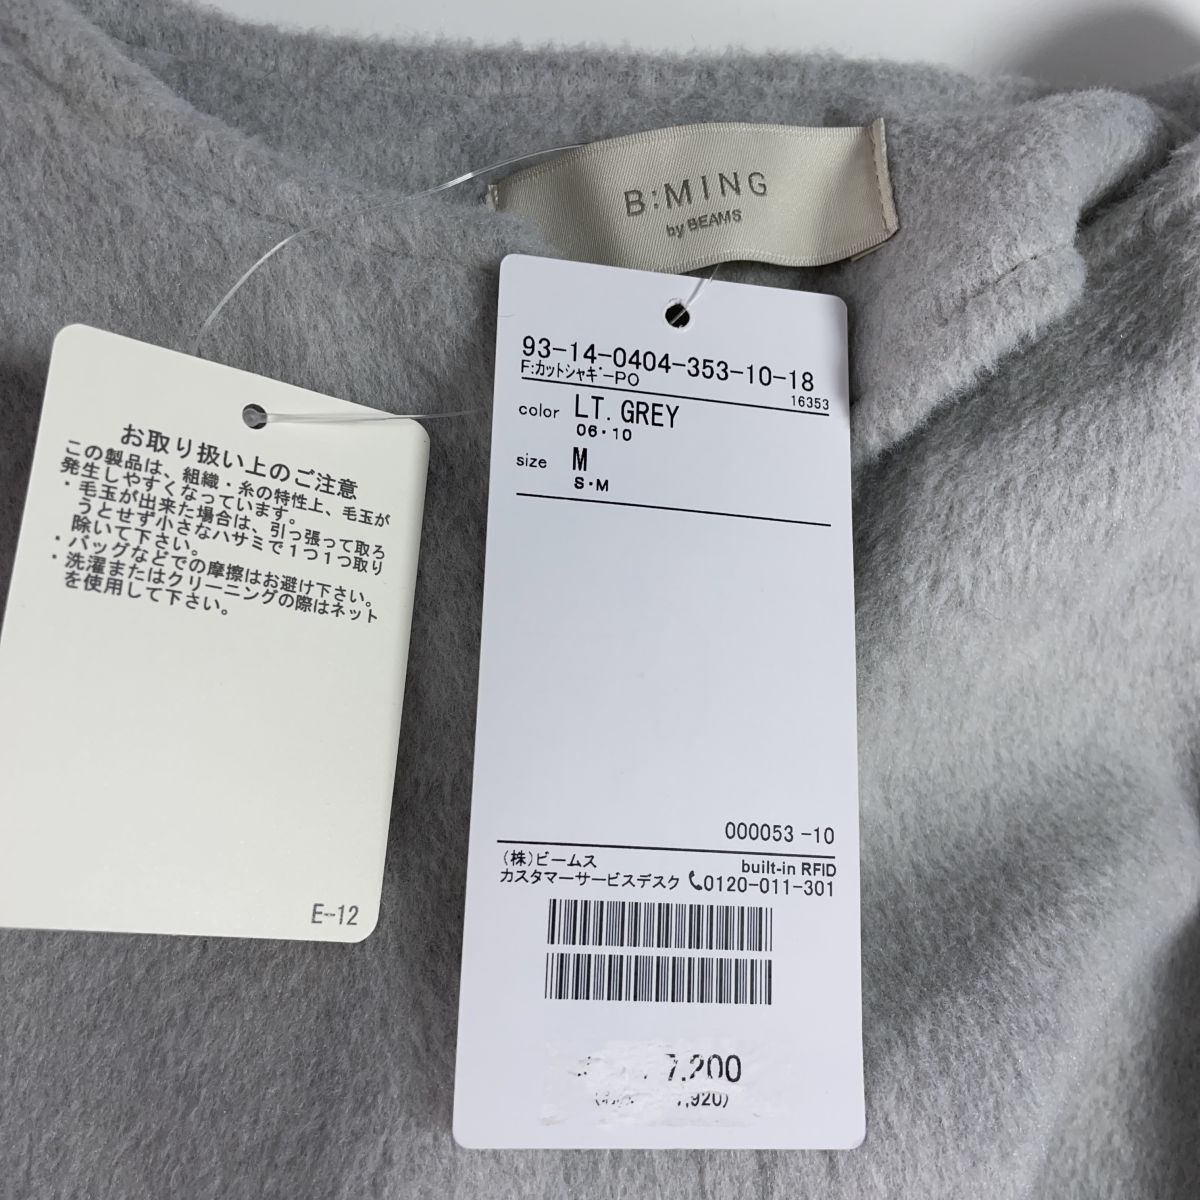 B:MING
by BEAMS
93-14-0404-353-10-18
F:カットシャギーPO
16353
color LT. GREY
06・10
size M
S・M
000053 -10
(株)ビームス built-in RFID
カスタマーサービスデスク 0120-011-301
7,200
,920)
お取り扱い上のご注意
この製品は、組織・糸の特性上、毛玉が
発生しやすくなっています。
・毛玉が出来た場合は、引っ張って取ろ
うとせず小さなハサミで1つ1つ取り
除いて下さい。
・バッグなどでの摩擦はお避け下さい。
・洗濯またはクリーニングの際はネット
を使用して下さい。
E-12